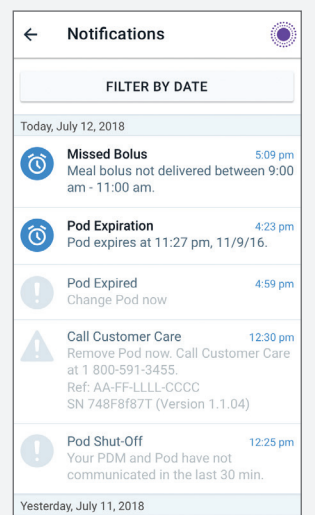 Notifications
FILTER BY DATE
Today, July 12, 2018
Missed Bolus 5:09 pm
Meal bolus not delivered between 9:00
am - 11:00 am.
Pod Expiration 4:23 pm
Pod expires at 11:27 pm, 11/9/16.
Pod Expired 4:59 pm
Change Pod now
Call Customer Care 12:30 pm
Remove Pod now. Call Customer Care
at 1 800-591-3455.
Ref: AA-FF-LLLL-CCCC
SN 748F8f87T (Version 1.1.04)
Pod Shut-Off 12:25 pm
Your PDM and Pod have not
communicated in the last 30 min.
Yesterday, July 11, 2018